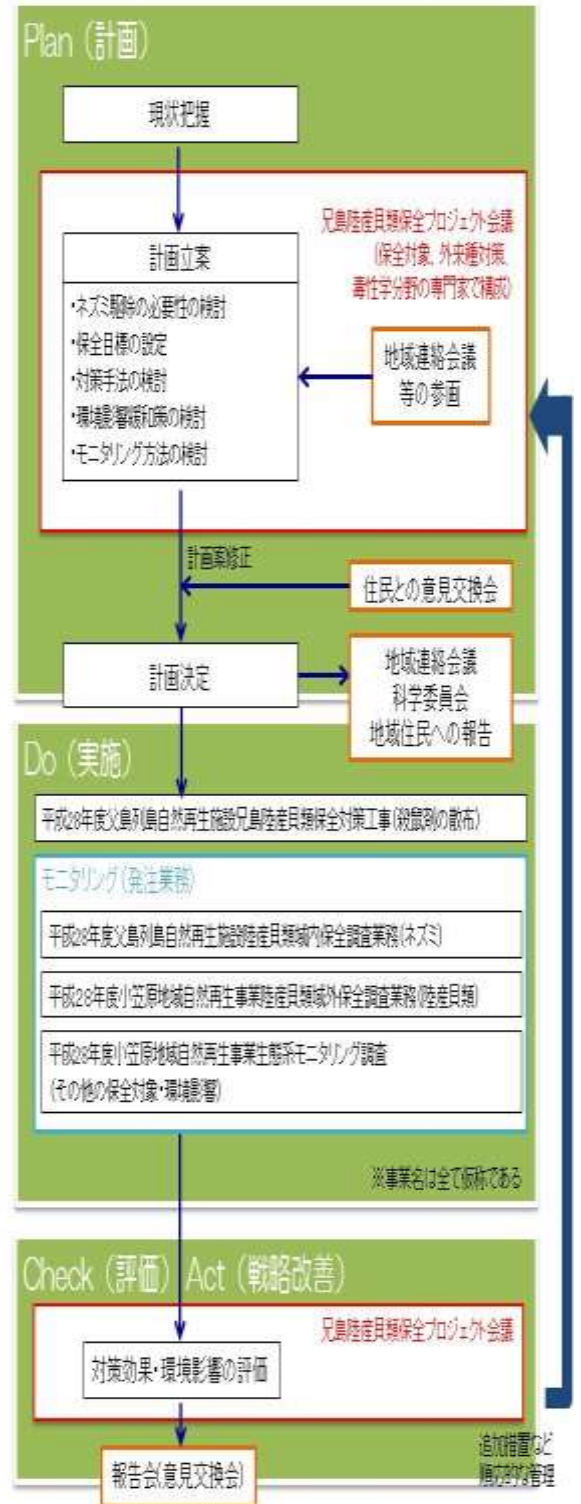 Plan（計画）
現状把握
兄島陸産貝類保全プロジェクト会議
(保全対象、外来種対策、
毒性学分野の専門家で構成)
計画立案
・ネズミ駆除の必要性の検討
・保全目標の設定
・対策手法の検討
・環境影響緩和策の検討
・モニタリング方法の検討
地域連絡会議
等の参画
計画案修正
住民との意見交換会
計画決定
地域連絡会議
科学委員会
地域住民への報告
Do（実施）
平成28年度父島列島自然再生施設兄島陸産貝類保全対策工事(殺鼠剤の散布)
モニタリング(発注業務)
平成28年度父島列島自然再生施設陸産貝類域内保全調査業務(ネズミ)
平成28年度小笠原地域自然再生事業陸産貝類域外保全調査業務(陸産貝類)
平成28年度小笠原地域自然再生事業生態系モニタリング調査
(その他の保全対象・環境影響)
※事業名は全て仮称である
Check（評価）Act（戦略改善）
兄島陸産貝類保全プロジェクト会議
対策効果・環境影響の評価
報告会(意見交換会)
追加措置など
順応的な管理